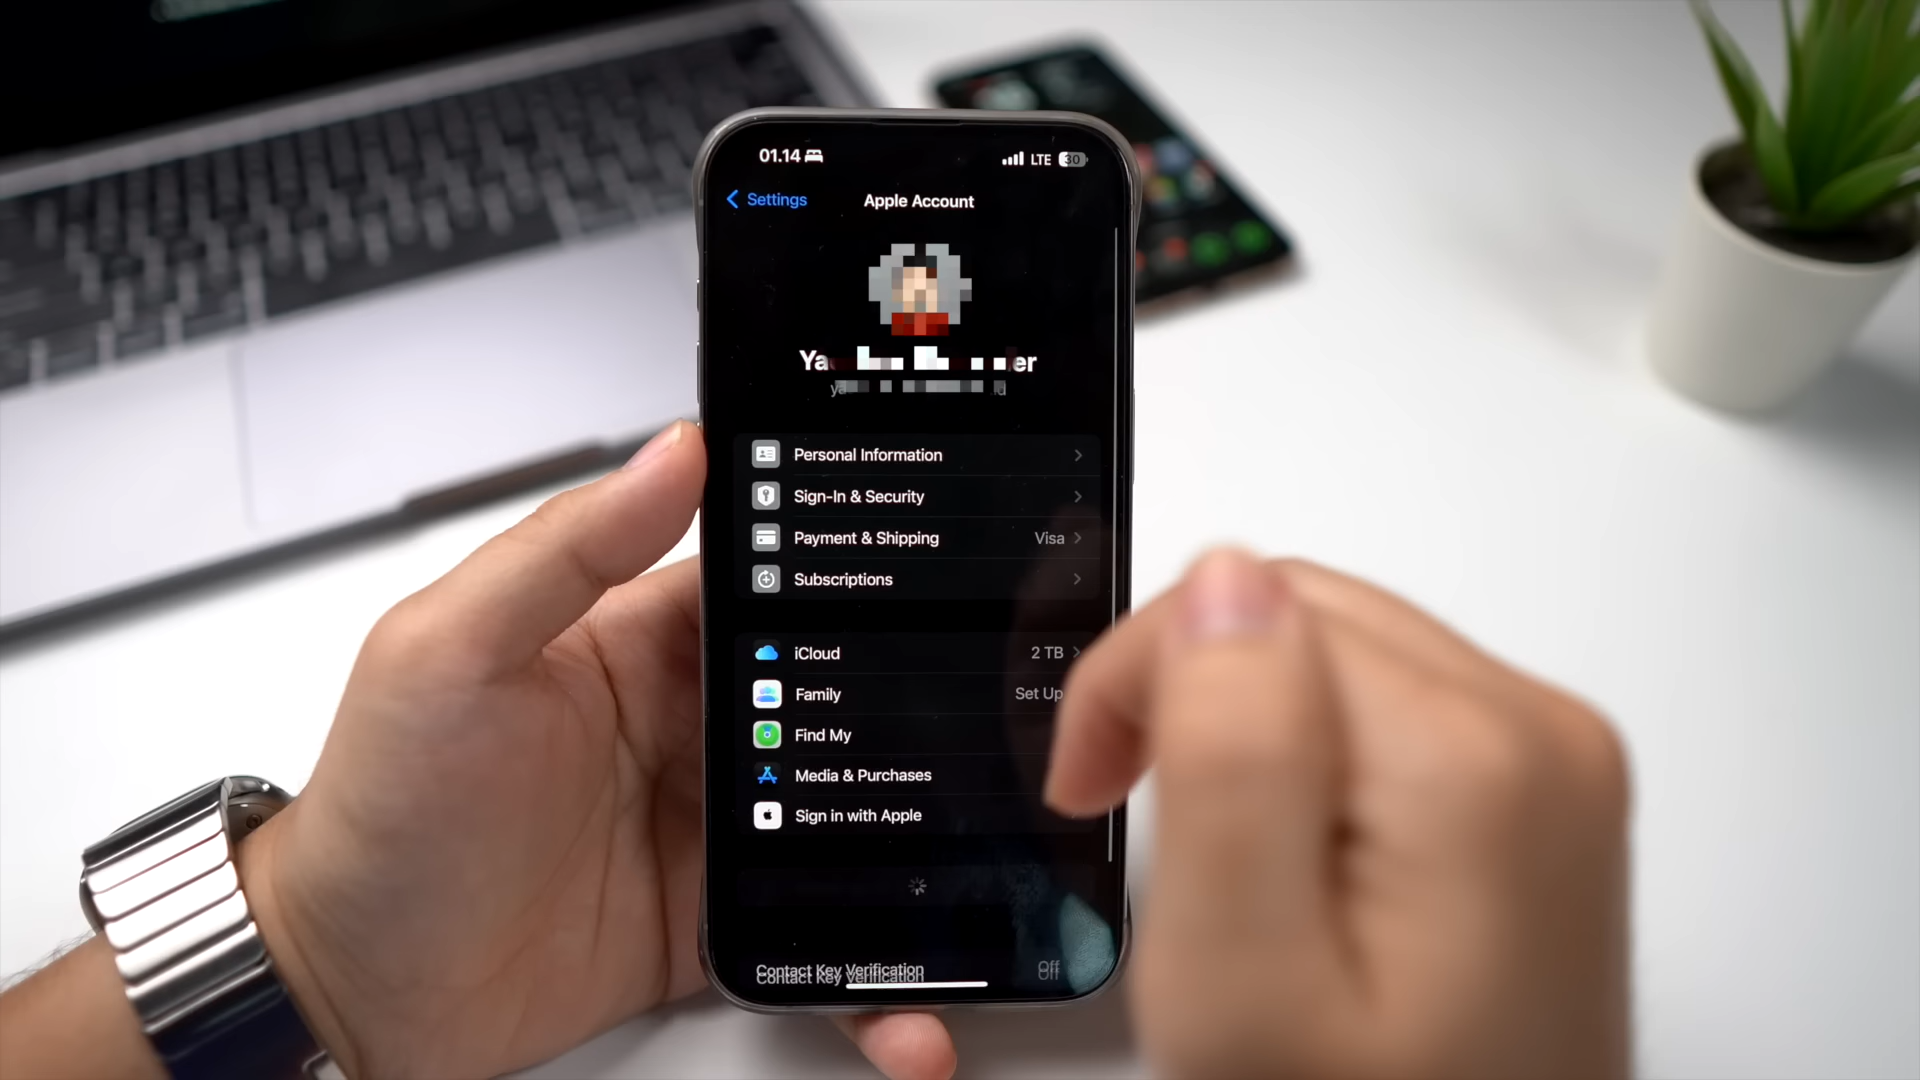 01.14 LTE 30
Settings Apple Account
Personal Information
Sign-In & Security
Payment & Shipping Visa
Subscriptions
iCloud 2 TB
Family Set Up
Find My
Media & Purchases
Sign in with Apple
Contact Key Verification Off